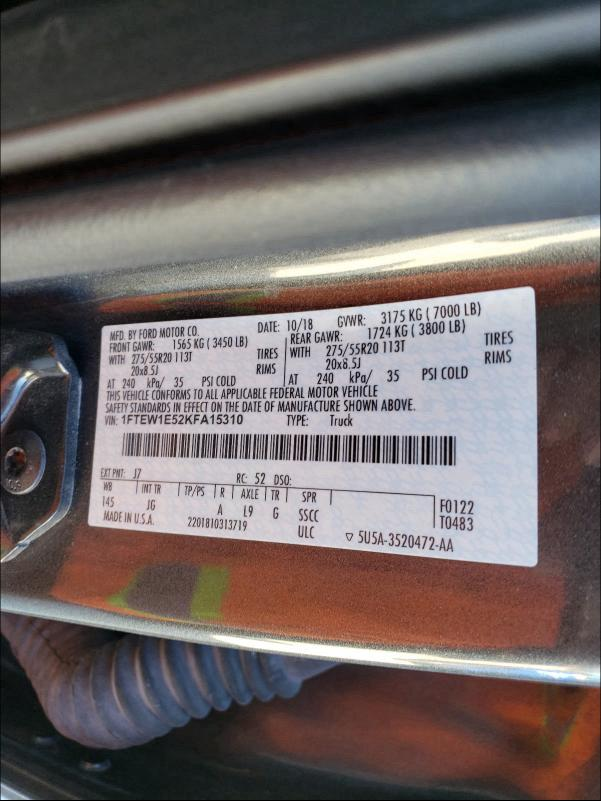 MFD. BY FORD MOTOR CO. DATE: 10/18 GVWR: 3175 KG ( 7000 LB)
FRONT GAWR: 1565 KG ( 3450 LB) REAR GAWR: 1724 KG ( 3800 LB)
WITH 275/55R20 113T TIRES WITH 275/55R20 113T TIRES
20x8.5J RIMS 20x8.5J RIMS
AT 240 kPa/ 35 PSI COLD AT 240 kPa/ 35 PSI COLD
THIS VEHICLE CONFORMS TO ALL APPLICABLE FEDERAL MOTOR VEHICLE
SAFETY STANDARDS IN EFFECT ON THE DATE OF MANUFACTURE SHOWN ABOVE.
VIN: 1FTEW1E52KFA15310 TYPE: Truck
EXT PNT: J7 RC: 52 DSO:
WB INT TR TP/PS R AXLE TR SPR F0122
145 JG A L9 G SSCC T0483
MADE IN U.S.A. 2201810313719 ULC ▽ 5U5A-3520472-AA